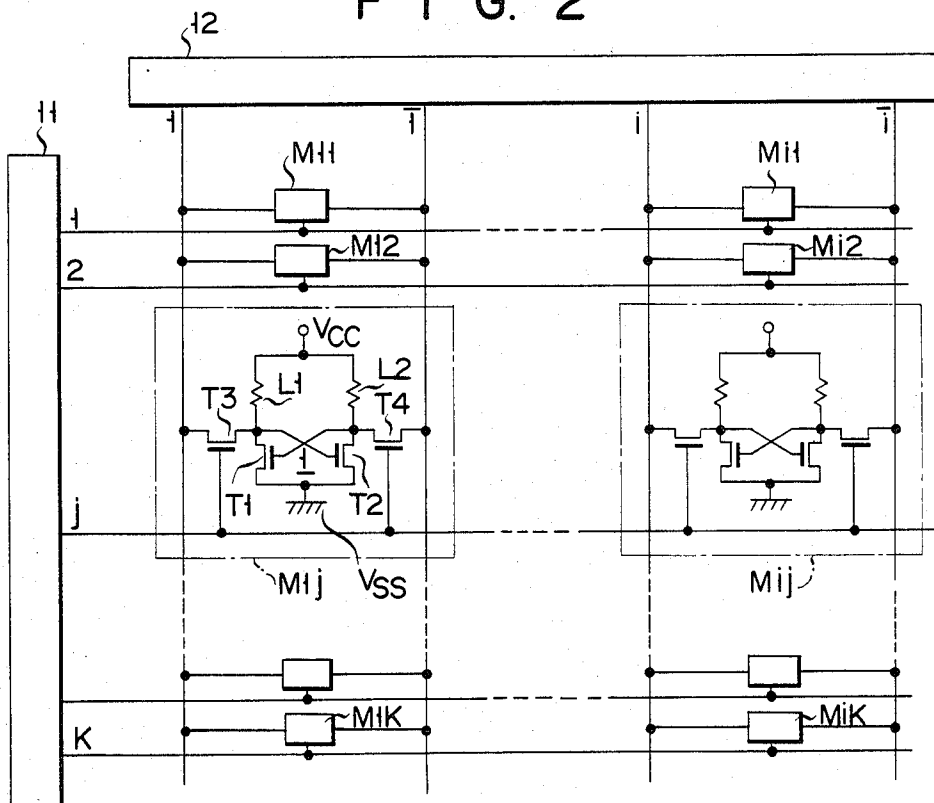 F I G. 2
12
11
1 1̅ i i̅
M11 Mi1
1
M12 Mi2
2
VCC
L1 L2
T3 T4
1
T1 T2
j
M1j VSS Mij
M1K MiK
K